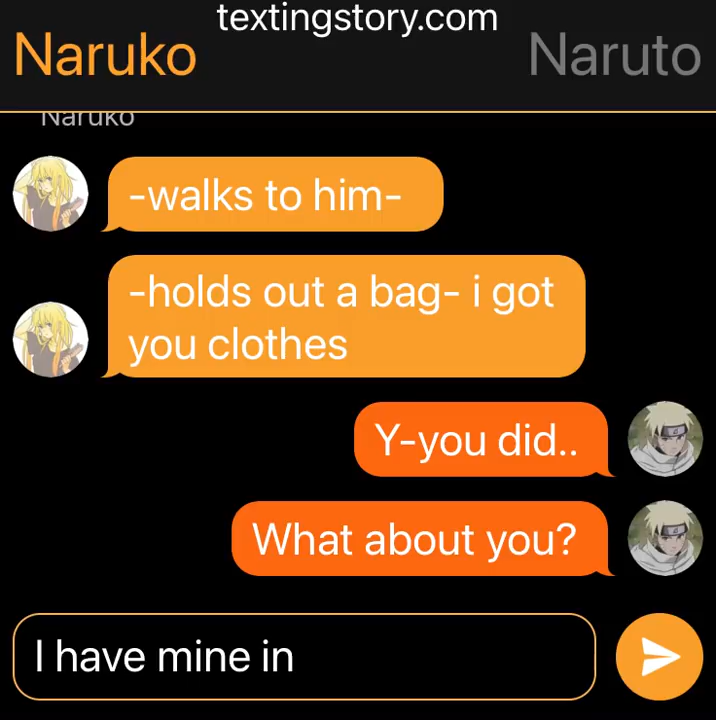 textingstory.com
Naruko
Naruto
Naruko
-walks to him-
-holds out a bag- i got
you clothes
Y-you did..
What about you?
I have mine in